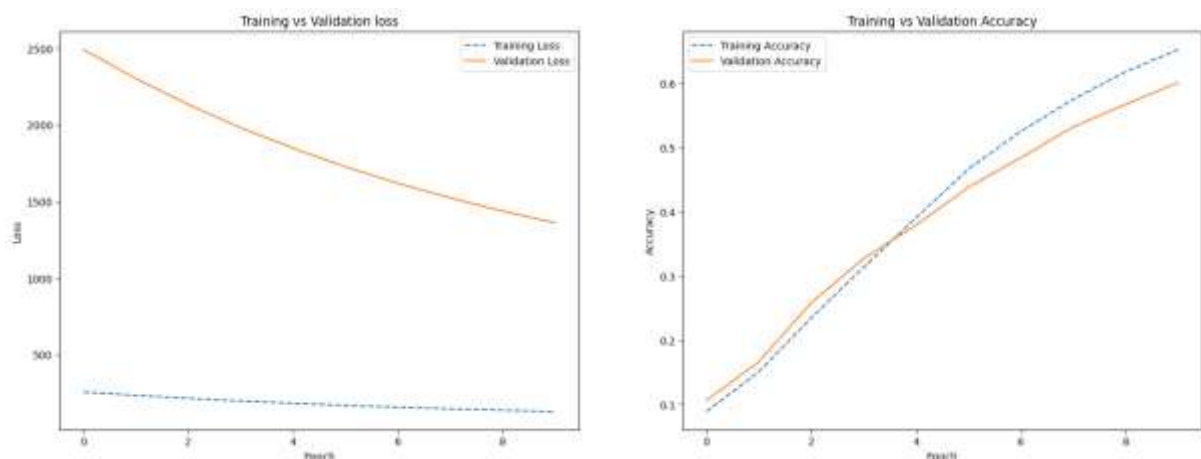 Training vs Validation loss
2500
2000
1500
1000
500
Loss
0
2
4
6
8
Epoch
Training Loss
Validation Loss
Training vs Validation Accuracy
0.6
0.5
0.4
0.3
0.2
0.1
Accuracy
0
2
4
6
8
Epoch
Training Accuracy
Validation Accuracy